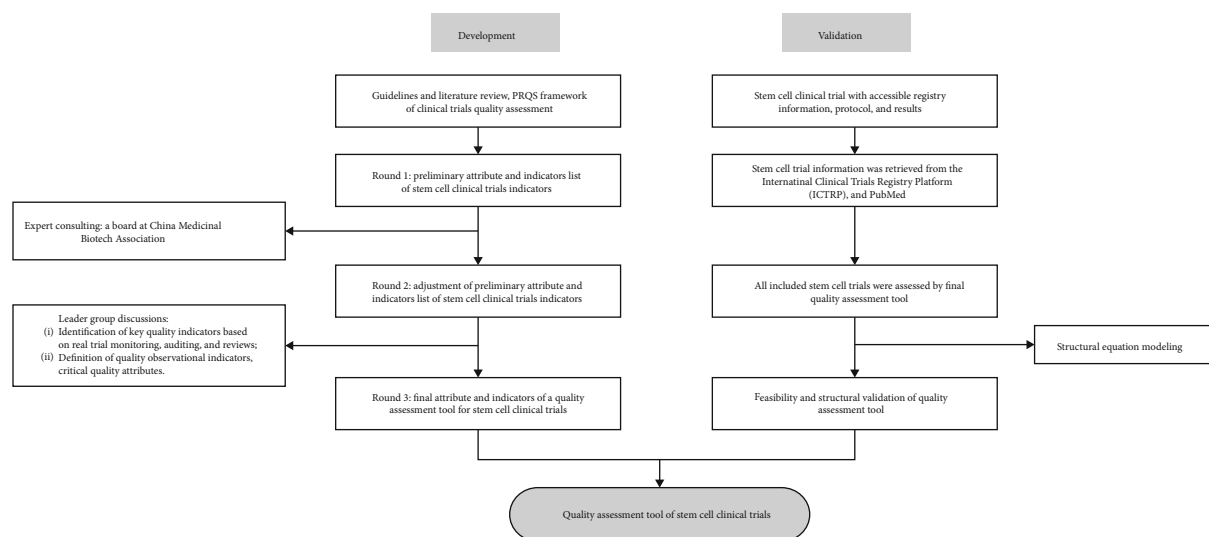 Development
Guidelines and literature review, PRQS framework
of clinical trials quality assessment
Round 1: preliminary attribute and indicators list
of stem cell clinical trials indicators
Expert consulting: a board at China Medicinal
Biotech Association
Round 2: adjustment of preliminary attribute and
indicators list of stem cell clinical trials indicators
Leader group discussions:
(i) Identification of key quality indicators based
on real trial monitoring, auditing, and reviews;
(ii) Definition of quality observational indicators,
critical quality attributes.
Round 3: final attribute and indicators of a quality
assessment tool for stem cell clinical trials
Validation
Stem cell clinical trial with accessible registry
information, protocol, and results
Stem cell trial information was retrieved from the
Internatinal Clinical Trials Registry Platform
(ICTRP), and PubMed
All included stem cell trials were assessed by final
quality assessment tool
Structural equation modeling
Feasibility and structural validation of quality
assessment tool
Quality assessment tool of stem cell clinical trials